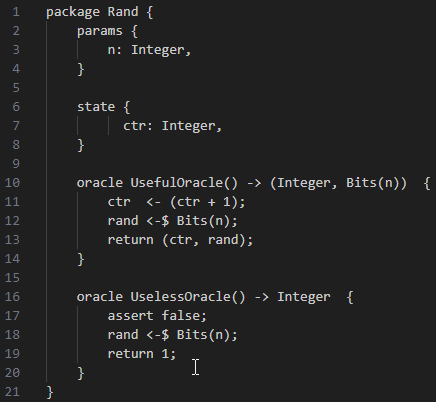 1 package Rand {
2     params {
3         n: Integer,
4     }
5
6     state {
7           ctr: Integer,
8     }
9
10     oracle UsefulOracle() -> (Integer, Bits(n))  {
11         ctr  <- (ctr + 1);
12         rand <-$ Bits(n);
13         return (ctr, rand);
14     }
15
16     oracle UselessOracle() -> Integer  {
17         assert false;
18         rand <-$ Bits(n);
19         return 1;
20     }
21 }